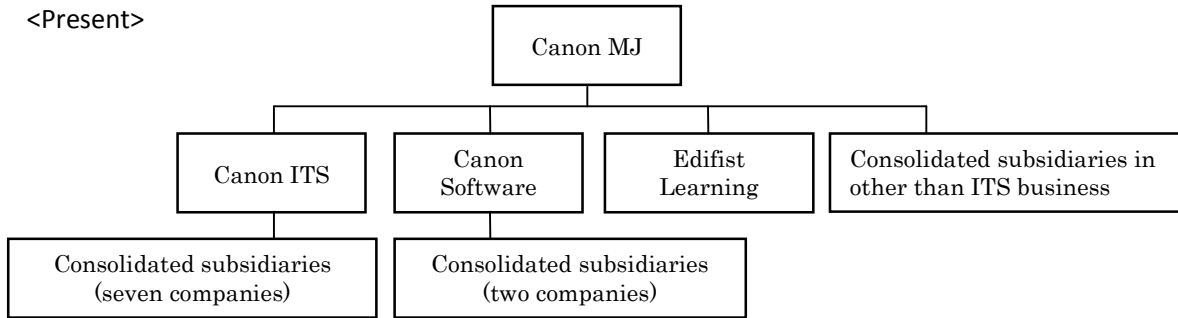 <Present>
Canon MJ
Canon ITS
Canon
Software
Edifist
Learning
Consolidated subsidiaries in
other than ITS business
Consolidated subsidiaries
(seven companies)
Consolidated subsidiaries
(two companies)